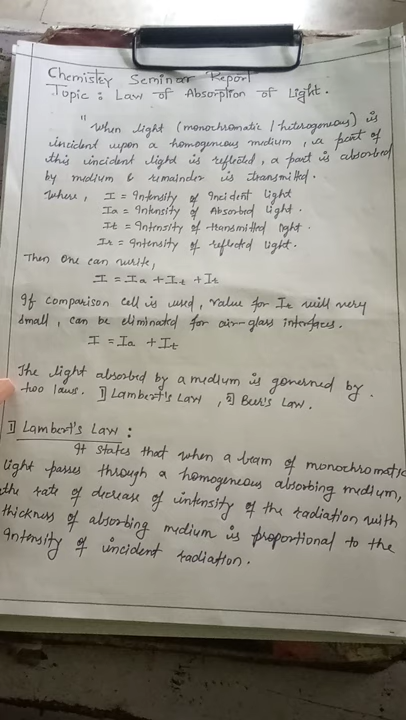 Chemistry Seminar Report
Topic : Law of Absorption of Light.
"When light (monochromatic / heterogenous) is
incident upon a homogeneous medium, a part of
this incident light is reflected, a part is absorbed
by medium & remainder is transmitted.
Where, I = Intensity of Incident light
Ia = Intensity of Absorbed light.
It = Intensity of transmitted light.
Ir = Intensity of reflected light.
Then one can write,
I = Ia + It + It
If comparison cell is used, value for It will very
small, can be eliminated for air-glass interfaces.
I = Ia + It
The light absorbed by a medium is governed by.
two laws. 1] Lambert's Law, 2] Beer's Law.
1] Lambert's Law :
It states that when a beam of monochromatic
light passes through a homogeneous absorbing medium,
the rate of decrease of intensity of the radiation with
thickness of absorbing medium is proportional to the
intensity of incident radiation.